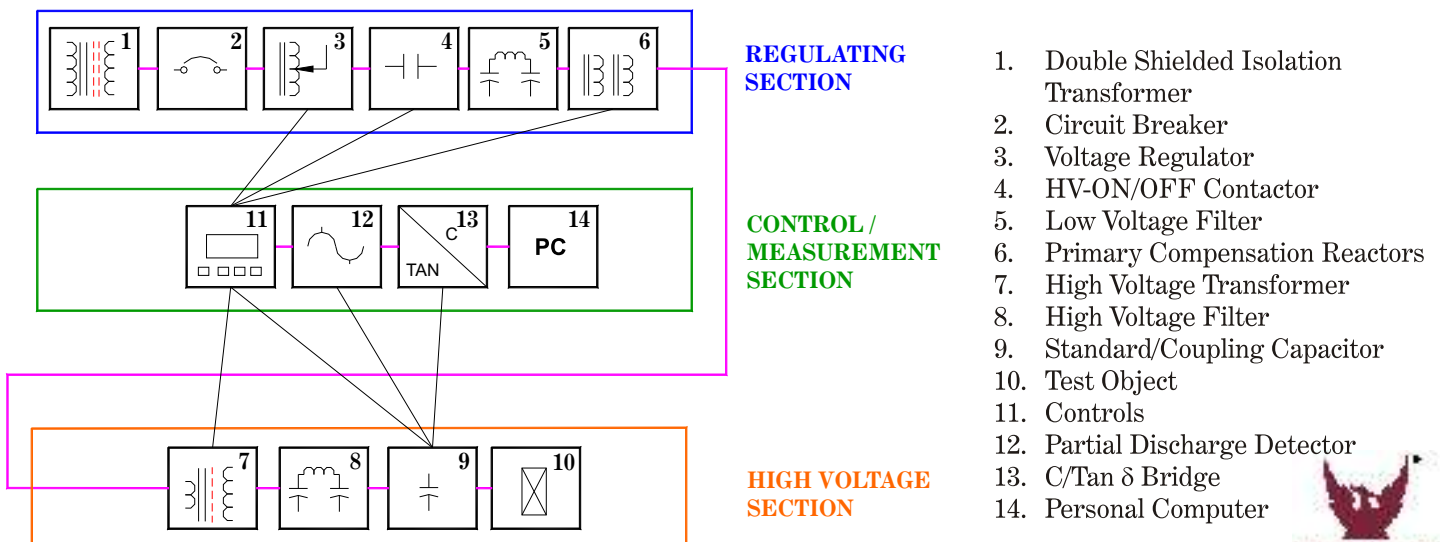 1
2
3
4
5
6
REGULATING
SECTION
11
12
13
C
TAN
14
PC
CONTROL /
MEASUREMENT
SECTION
7
8
9
10
HIGH VOLTAGE
SECTION
1. Double Shielded Isolation
Transformer
2. Circuit Breaker
3. Voltage Regulator
4. HV-ON/OFF Contactor
5. Low Voltage Filter
6. Primary Compensation Reactors
7. High Voltage Transformer
8. High Voltage Filter
9. Standard/Coupling Capacitor
10. Test Object
11. Controls
12. Partial Discharge Detector
13. C/Tan δ Bridge
14. Personal Computer